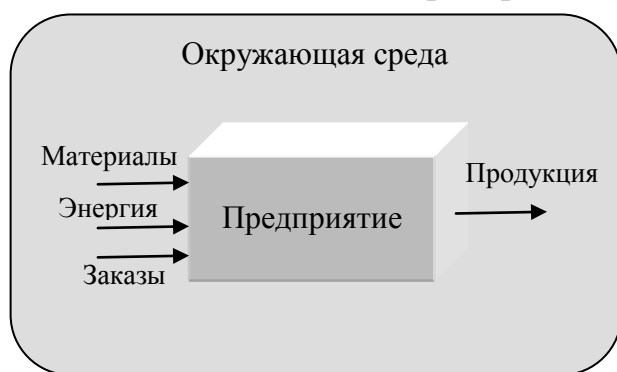 Окружающая среда
Материалы
Энергия
Заказы
Предприятие
Продукция